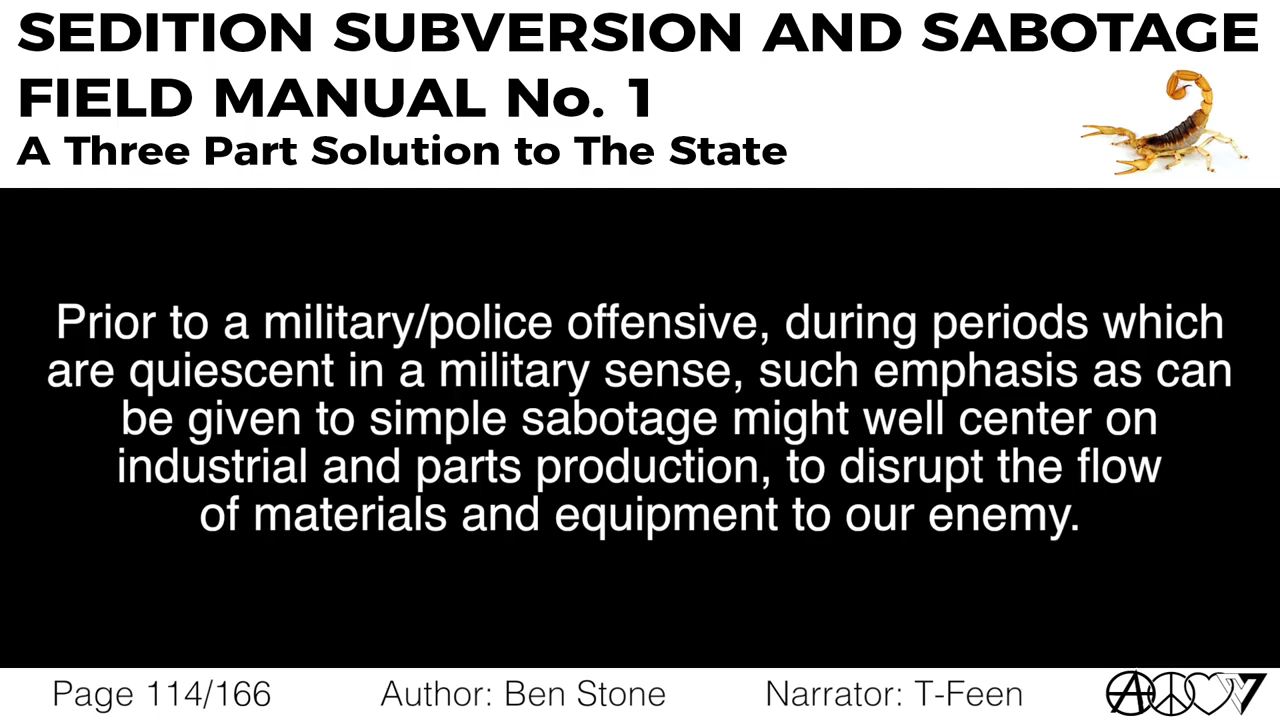 SEDITION SUBVERSION AND SABOTAGE
FIELD MANUAL No. 1
A Three Part Solution to The State
Prior to a military/police offensive, during periods which
are quiescent in a military sense, such emphasis as can
be given to simple sabotage might well center on
industrial and parts production, to disrupt the flow
of materials and equipment to our enemy.
Page 114/166
Author: Ben Stone
Narrator: T-Feen